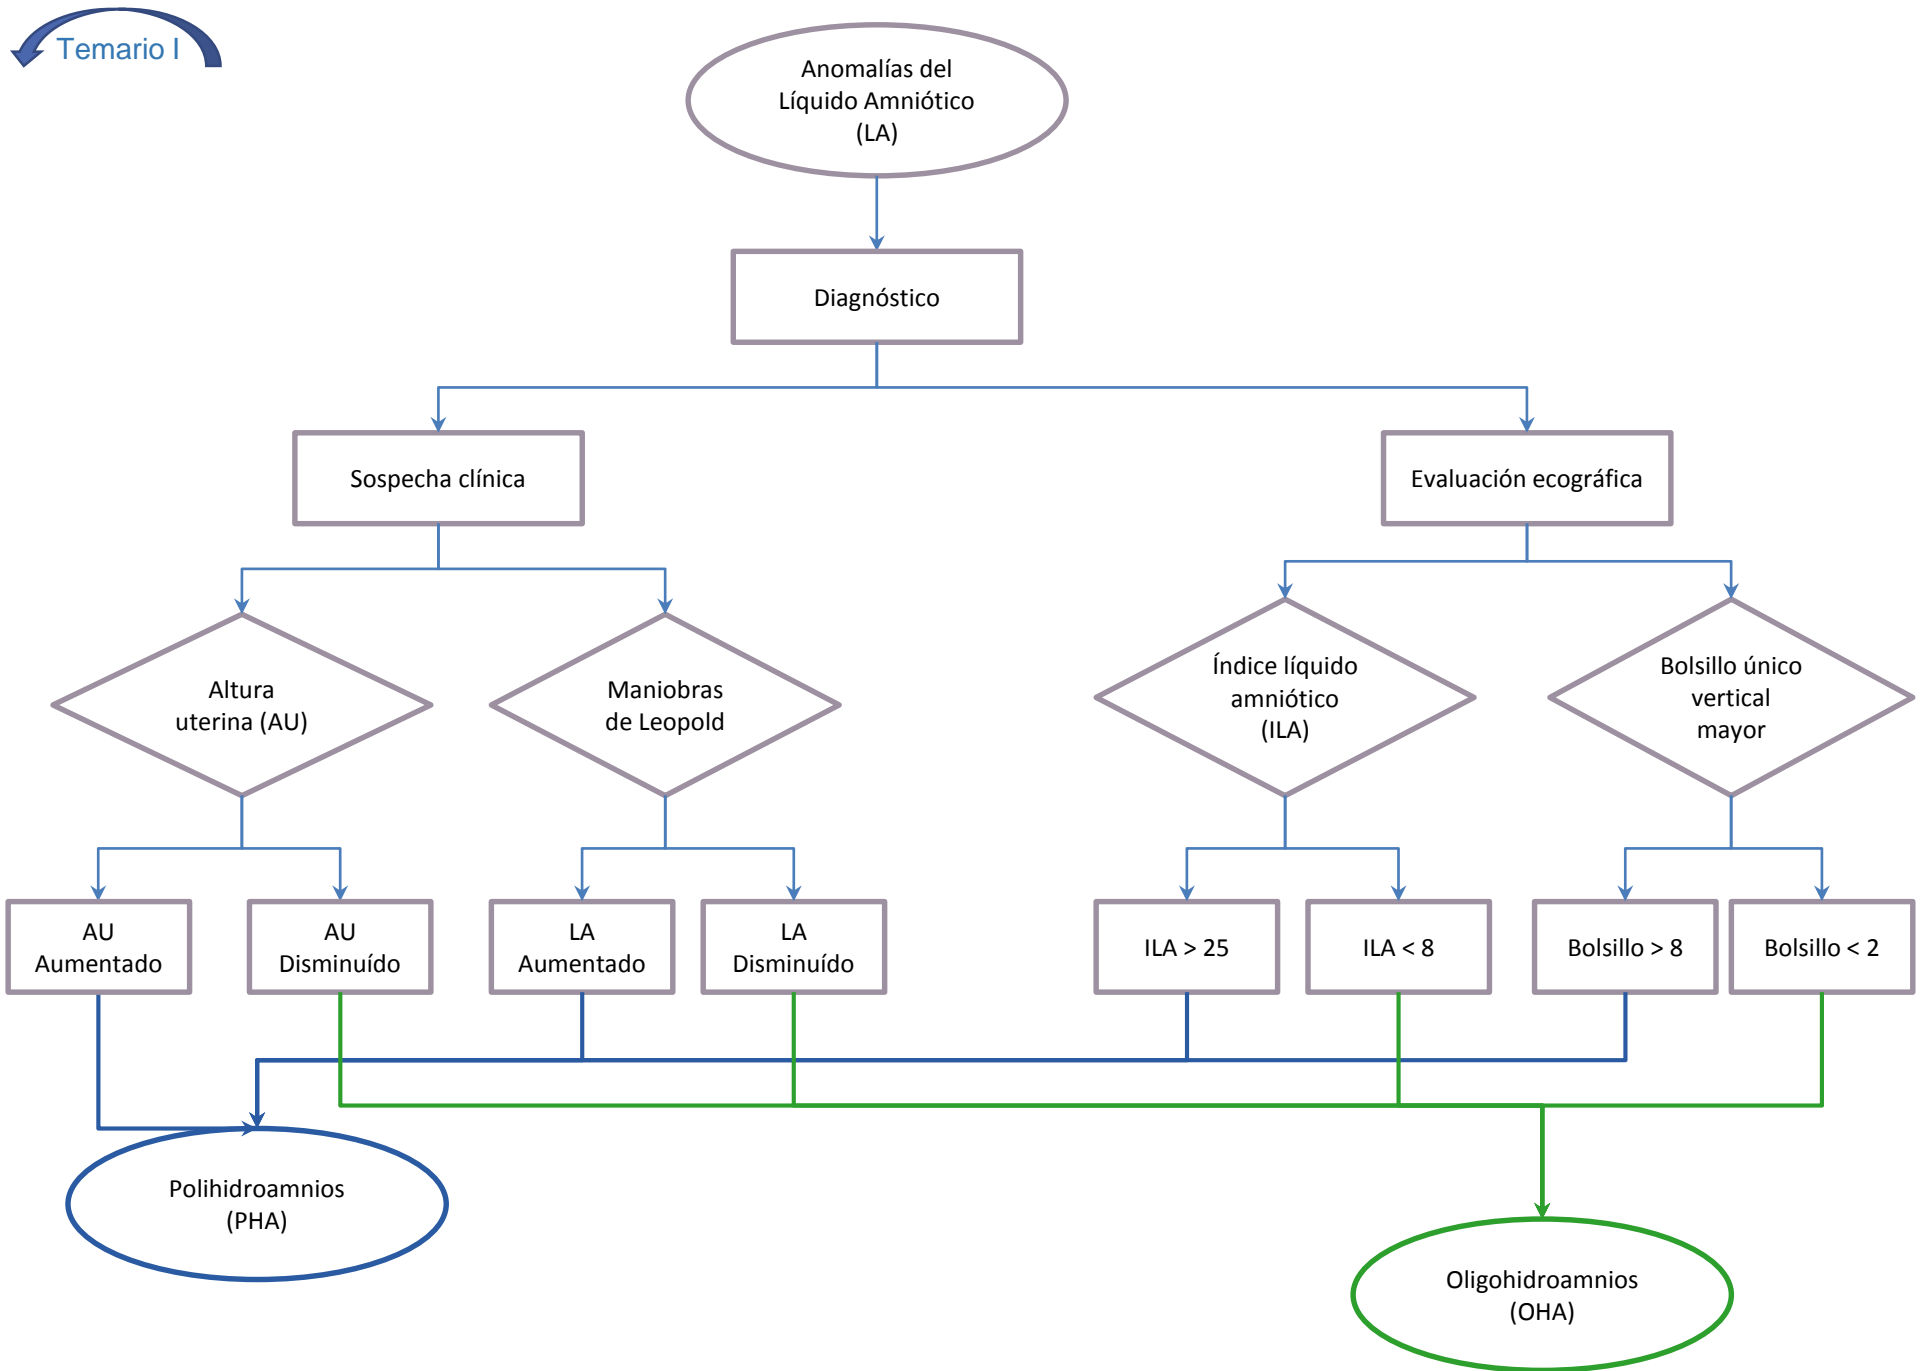 Temario I
Anomalías del
Líquido Amniótico
(LA)
Diagnóstico
Sospecha clínica
Evaluación ecográfica
Altura
uterina (AU)
Maniobras
de Leopold
Índice líquido
amniótico
(ILA)
Bolsillo único
vertical
mayor
AU
Aumentado
AU
Disminuído
LA
Aumentado
LA
Disminuído
ILA > 25
ILA < 8
Bolsillo > 8
Bolsillo < 2
Polihidroamnios
(PHA)
Oligohidroamnios
(OHA)